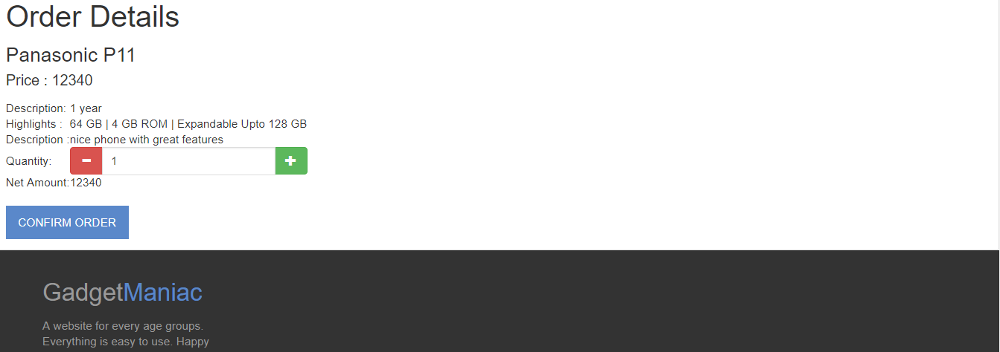 Order Details
Panasonic P11
Price : 12340
Description: 1 year
Highlights : 64 GB | 4 GB ROM | Expandable Upto 128 GB
Description :nice phone with great features
Quantity: 1
Net Amount:12340
CONFIRM ORDER
GadgetManiac
A website for every age groups.
Everything is easy to use. Happy